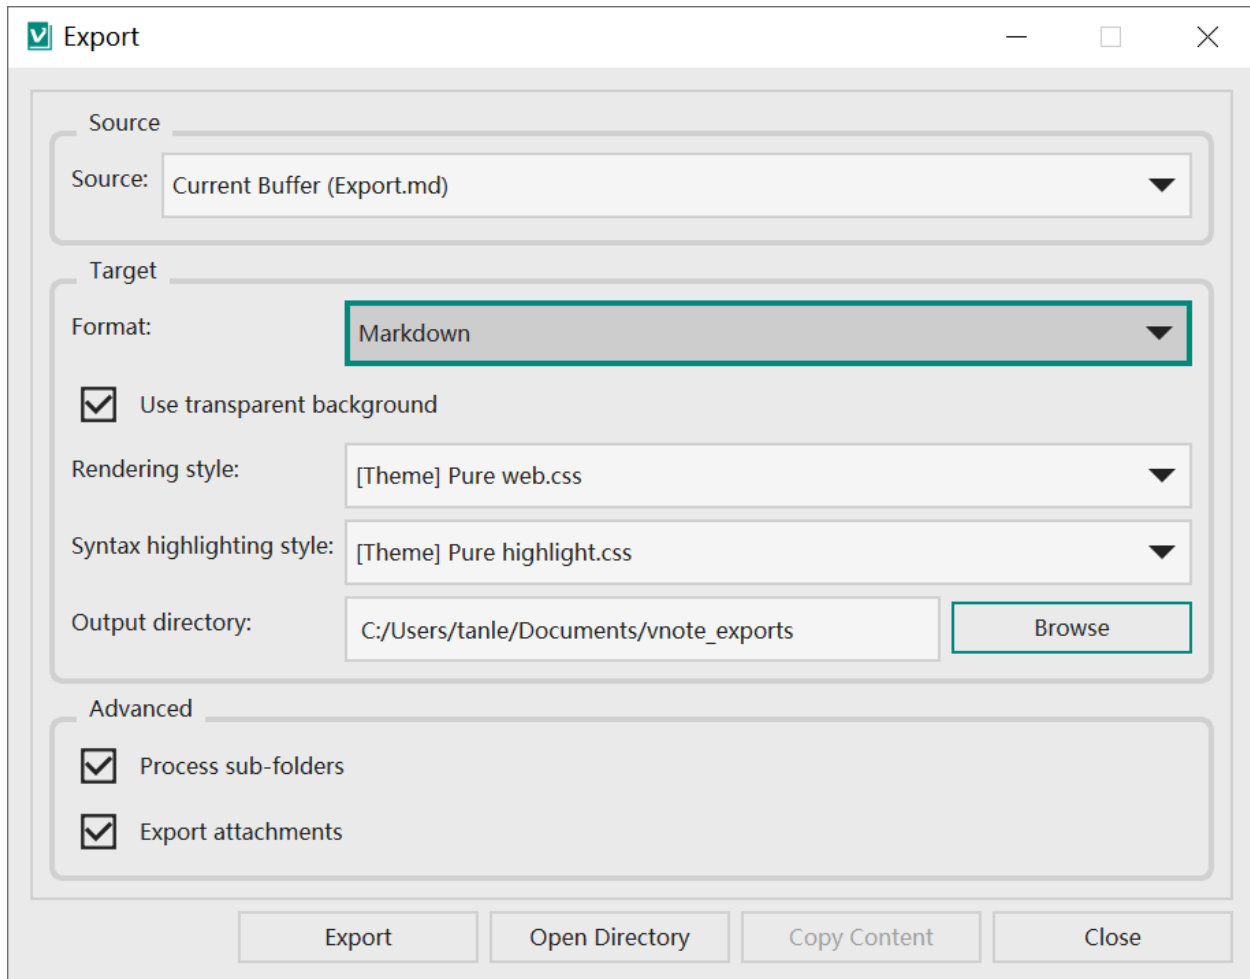 Export
Source
Source: Current Buffer (Export.md)
Target
Format: Markdown
Use transparent background
Rendering style: [Theme] Pure web.css
Syntax highlighting style: [Theme] Pure highlight.css
Output directory: C:/Users/tanle/Documents/vnote_exports Browse
Advanced
Process sub-folders
Export attachments
Export Open Directory Copy Content Close